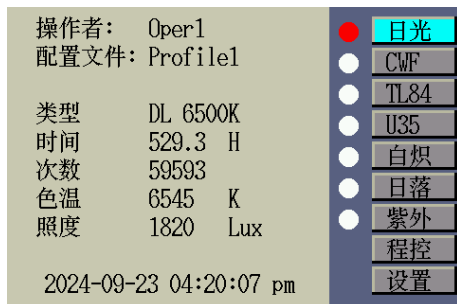 操作者： Oper1
配置文件：Profile1
类型 DL 6500K
时间 529.3 H
次数 59593
色温 6545 K
照度 1820 Lux
2024-09-23 04:20:07 pm
日光
CWF
TL84
U35
白炽
日落
紫外
程控
设置